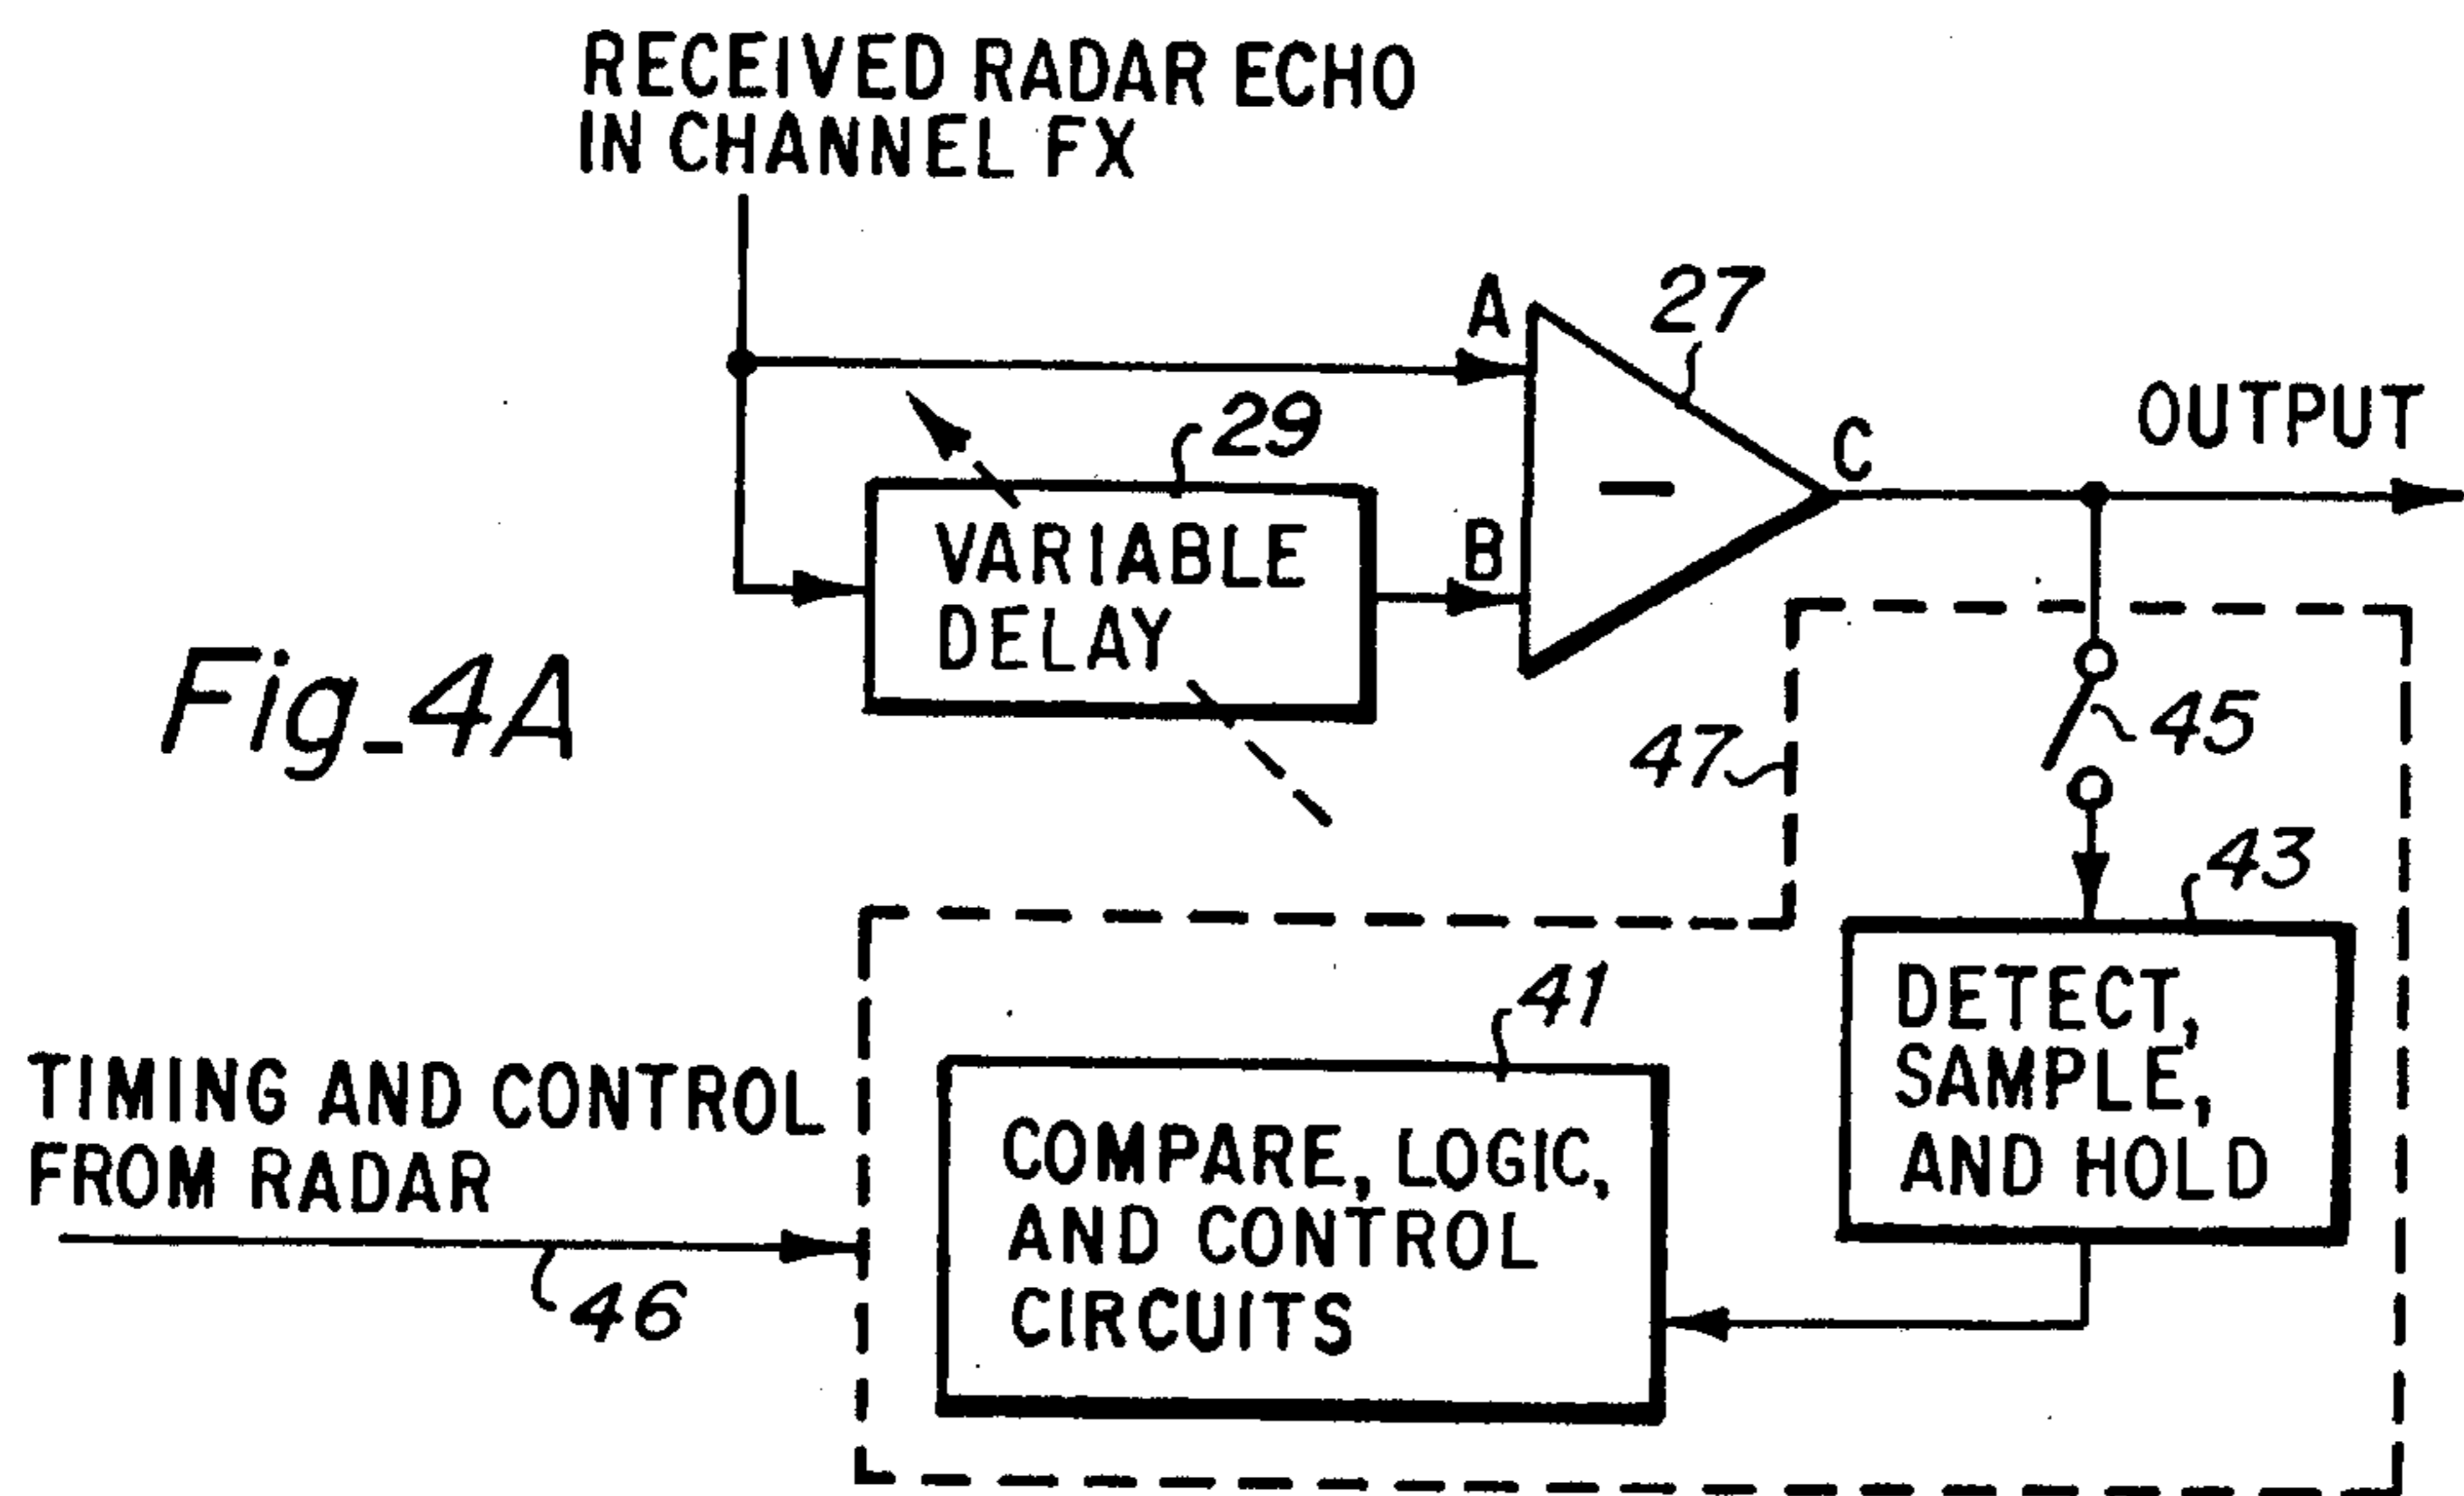 RECEIVED RADAR ECHO
IN CHANNEL FX
A
27
29
C
OUTPUT
VARIABLE
DELAY
B
Fig_4A
47
45
43
41
DETECT,
SAMPLE,
AND HOLD
TIMING AND CONTROL
FROM RADAR
COMPARE, LOGIC,
AND CONTROL
CIRCUITS
46